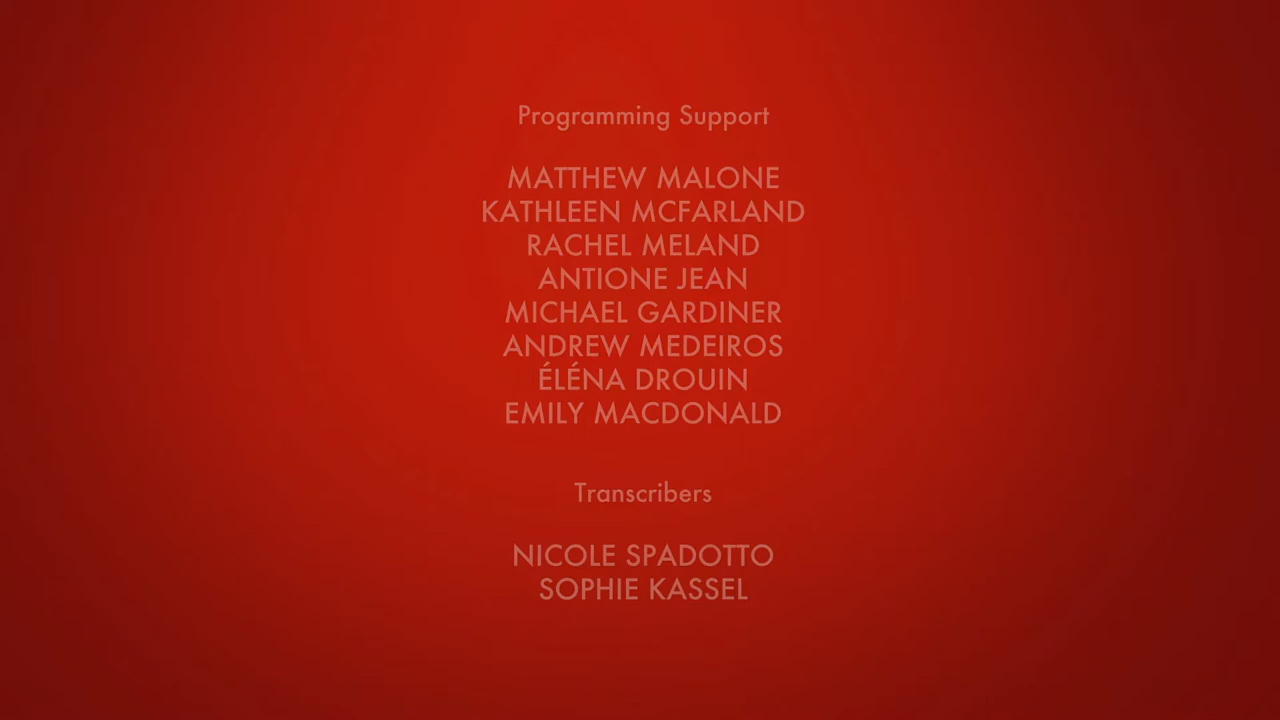 Programming Support
MATTHEW MALONE
KATHLEEN MCFARLAND
RACHEL MELAND
ANTIONE JEAN
MICHAEL GARDINER
ANDREW MEDEIROS
ÉLÉNA DROUIN
EMILY MACDONALD
Transcribers
NICOLE SPADOTTO
SOPHIE KASSEL